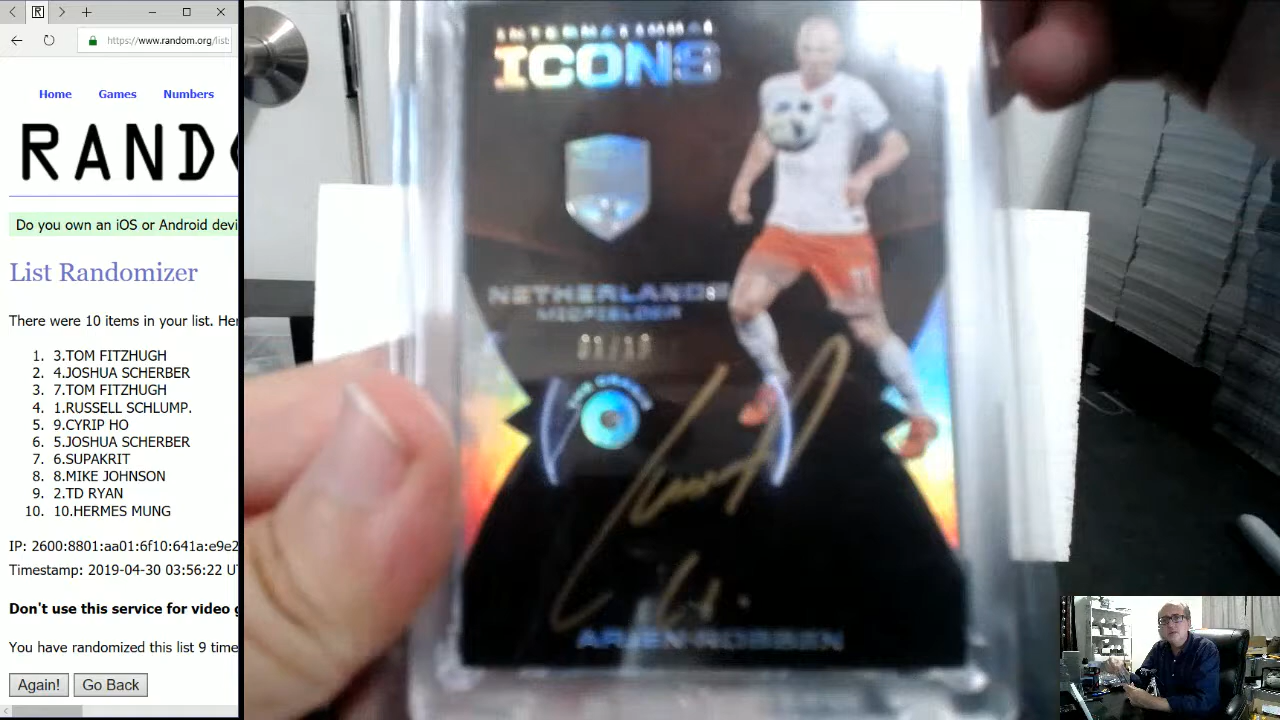 https://www.random.org/list
Home Games Numbers
RANDO
Do you own an iOS or Android devi
List Randomizer
There were 10 items in your list. Her
1. 3.TOM FITZHUGH
2. 4.JOSHUA SCHERBER
3. 7.TOM FITZHUGH
4. 1.RUSSELL SCHLUMP.
5. 9.CYRIP HO
6. 5.JOSHUA SCHERBER
7. 6.SUPAKRIT
8. 8.MIKE JOHNSON
9. 2.TD RYAN
10. 10.HERMES MUNG
IP: 2600:8801:aa01:6f10:641a:e9e2
Timestamp: 2019-04-30 03:56:22 U
Don't use this service for video g
You have randomized this list 9 time
Again! Go Back
INTERNATIONAL
ICONS
NETHERLANDS
MIDFIELDER
01/10
ARJEN ROBBEN